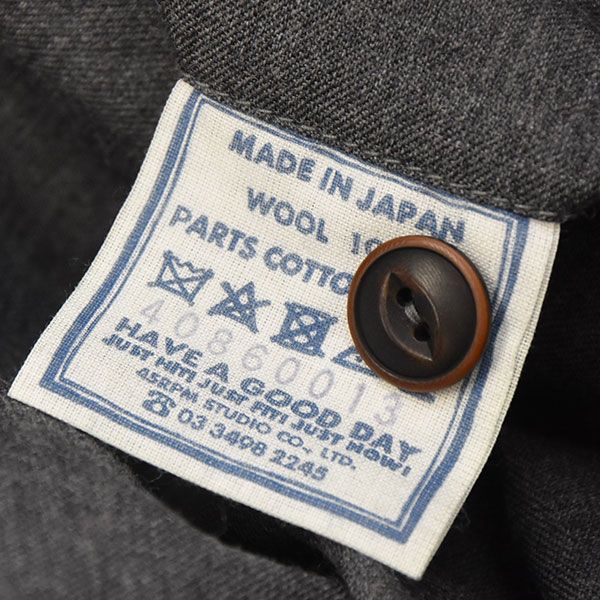 MADE IN JAPAN
WOOL
PARTS COTTO
40860013
HAVE A GOOD DAY
JUST HIT! JUST FIT! JUST NOW!
45RPM STUDIO CO., LTD.
☎ 03 3498 2245